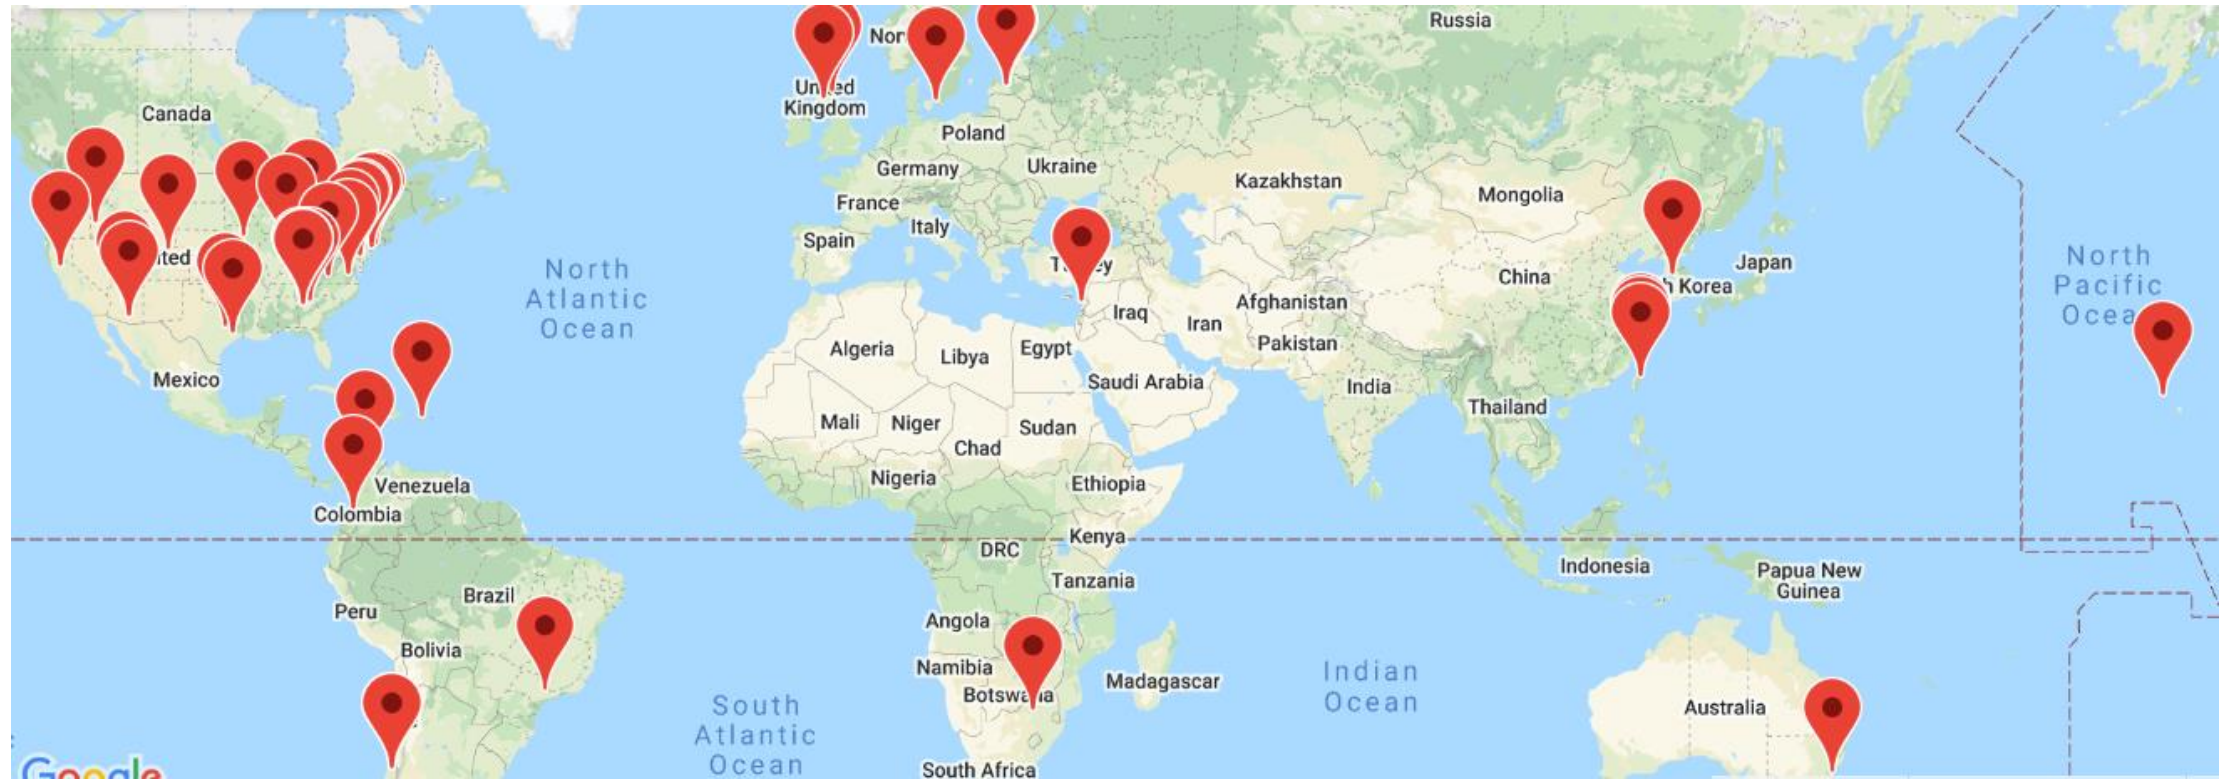 Russia
Canada
United
Kingdom
Poland
Germany
Ukraine
France
Kazakhstan
Mongolia
Italy
Spain
Japan
China
Korea
North
Atlantic
Ocean
North
Pacific
Iraq
Iran
Afghanistan
Pakistan
Algeria
Libya
Egypt
Mexico
Saudi Arabia
India
Thailand
Mali
Niger
Chad
Sudan
Nigeria
Ethiopia
Venezuela
Colombia
DRC
Kenya
Tanzania
Indonesia
Papua New
Guinea
Brazil
Peru
Angola
Bolivia
Namibia
Madagascar
Botswana
Indian
Ocean
Australia
South
Atlantic
Ocean
South Africa
Google